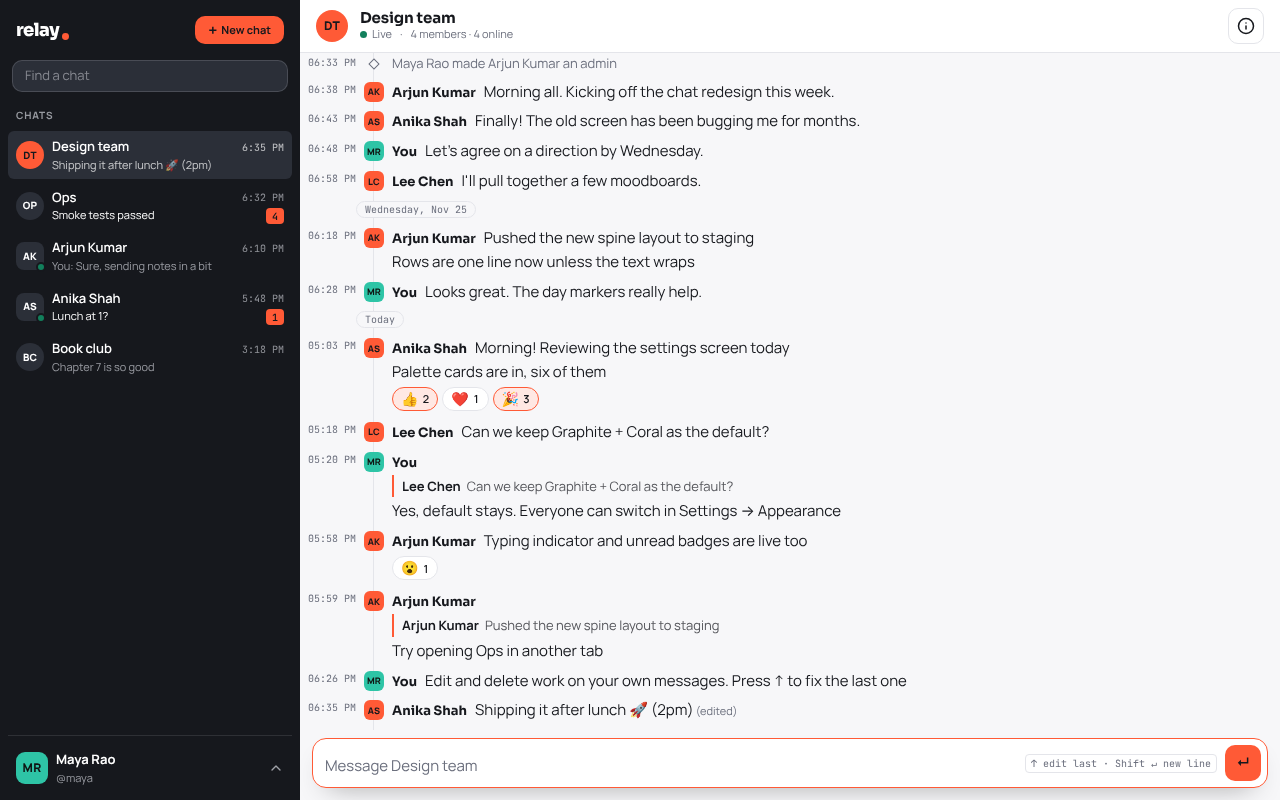 relay.
+ New chat
Find a chat
CHATS
DT
Design team
6:35 PM
Shipping it after lunch 🚀 (2pm)
OP
Ops
6:32 PM
Smoke tests passed
4
AK
Arjun Kumar
6:10 PM
You: Sure, sending notes in a bit
AS
Anika Shah
5:48 PM
Lunch at 1?
1
BC
Book club
3:18 PM
Chapter 7 is so good
MR
Maya Rao
@maya
DT
Design team
Live · 4 members · 4 online
06:33 PM Maya Rao made Arjun Kumar an admin
06:38 PM AK Arjun Kumar Morning all. Kicking off the chat redesign this week.
06:43 PM AS Anika Shah Finally! The old screen has been bugging me for months.
06:48 PM MR You Let's agree on a direction by Wednesday.
06:58 PM LC Lee Chen I'll pull together a few moodboards.
Wednesday, Nov 25
06:18 PM AK Arjun Kumar Pushed the new spine layout to staging
Rows are one line now unless the text wraps
06:28 PM MR You Looks great. The day markers really help.
Today
05:03 PM AS Anika Shah Morning! Reviewing the settings screen today
Palette cards are in, six of them
👍 2 ❤️ 1 🎉 3
05:18 PM LC Lee Chen Can we keep Graphite + Coral as the default?
05:20 PM MR You
Lee Chen Can we keep Graphite + Coral as the default?
Yes, default stays. Everyone can switch in Settings → Appearance
05:58 PM AK Arjun Kumar Typing indicator and unread badges are live too
😮 1
05:59 PM AK Arjun Kumar
Arjun Kumar Pushed the new spine layout to staging
Try opening Ops in another tab
06:26 PM MR You Edit and delete work on your own messages. Press ↑ to fix the last one
06:35 PM AS Anika Shah Shipping it after lunch 🚀 (2pm) (edited)
Message Design team
↑ edit last · Shift ↵ new line